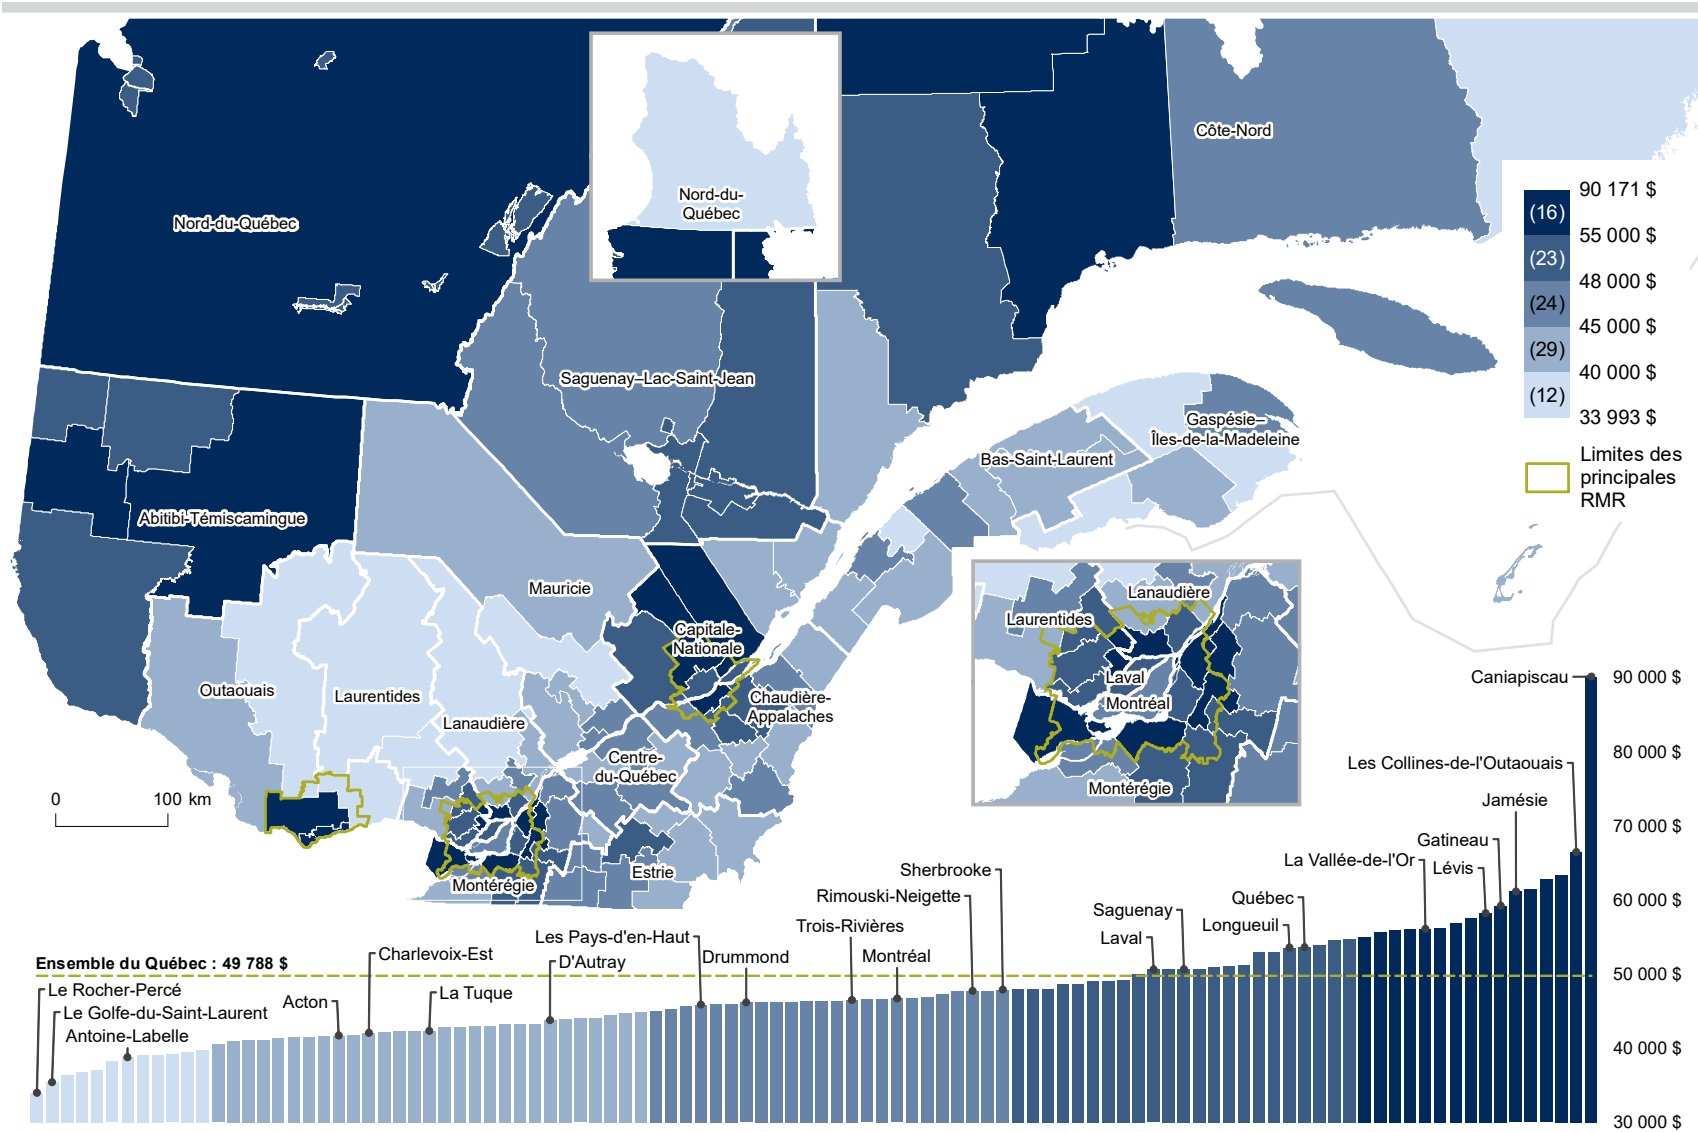 Côte-Nord
Nord-du-
Québec
Nord-du-Québec
Saguenay–Lac-Saint-Jean
Gaspésie–
Îles-de-la-Madeleine
Bas-Saint-Laurent
Abitibi-Témiscamingue
Mauricie
Capitale-
Nationale
Outaouais
Laurentides
Lanaudière
Chaudière-
Appalaches
Centre-
du-Québec
Estrie
Montérégie
Lanaudière
Laurentides
Laval
Montréal
Montérégie
90 171 $
(16)
55 000 $
(23)
48 000 $
(24)
45 000 $
(29)
40 000 $
(12)
33 993 $
Limites des
principales
RMR
0 100 km
Ensemble du Québec : 49 788 $
Le Rocher-Percé
Le Golfe-du-Saint-Laurent
Antoine-Labelle
Acton
Charlevoix-Est
La Tuque
D'Autray
Les Pays-d'en-Haut
Drummond
Trois-Rivières
Montréal
Rimouski-Neigette
Sherbrooke
Laval
Saguenay
Longueuil
Québec
La Vallée-de-l'Or
Lévis
Gatineau
Jamésie
Les Collines-de-l'Outaouais
Caniapiscau
90 000 $
80 000 $
70 000 $
60 000 $
50 000 $
40 000 $
30 000 $